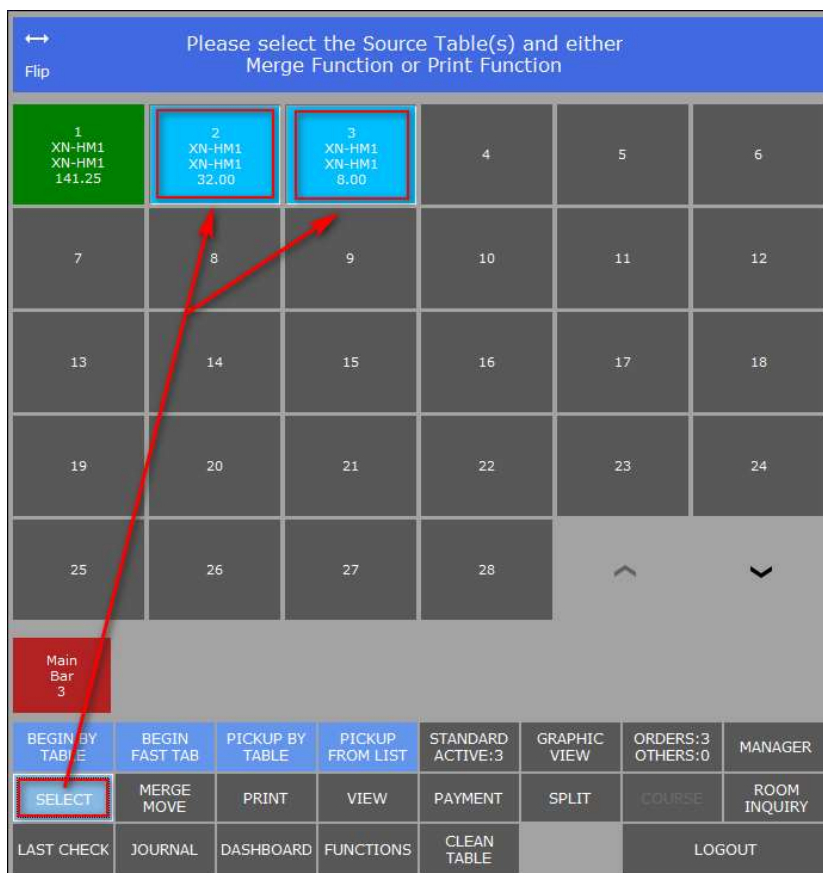 Please select the Source Table(s) and either
Merge Function or Print Function
Flip
1
XN-HM1
XN-HM1
141.25
2
XN-HM1
XN-HM1
32.00
3
XN-HM1
XN-HM1
8.00
4
5
6
7
8
9
10
11
12
13
14
15
16
17
18
19
20
21
22
23
24
25
26
27
28
Main
Bar
3
BEGIN BY
TABLE
BEGIN
FAST TAB
PICKUP BY
TABLE
PICKUP
FROM LIST
STANDARD
ACTIVE:3
GRAPHIC
VIEW
ORDERS:3
OTHERS:0
MANAGER
SELECT
MERGE
MOVE
PRINT
VIEW
PAYMENT
SPLIT
COURSE
ROOM
INQUIRY
LAST CHECK
JOURNAL
DASHBOARD
FUNCTIONS
CLEAN
TABLE
LOGOUT